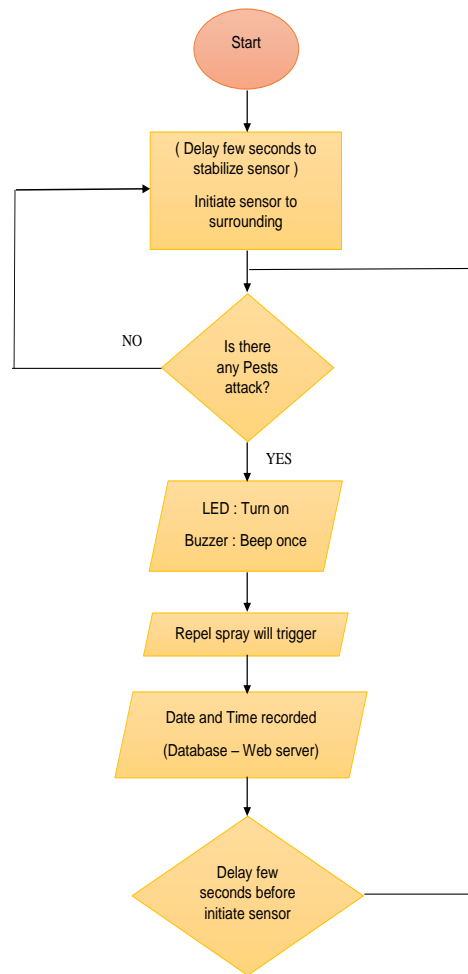 Start
( Delay few seconds to
stabilize sensor )
Initiate sensor to
surrounding
Is there
any Pests
attack?
NO
YES
LED : Turn on
Buzzer : Beep once
Repel spray will trigger
Date and Time recorded
(Database – Web server)
Delay few
seconds before
initiate sensor